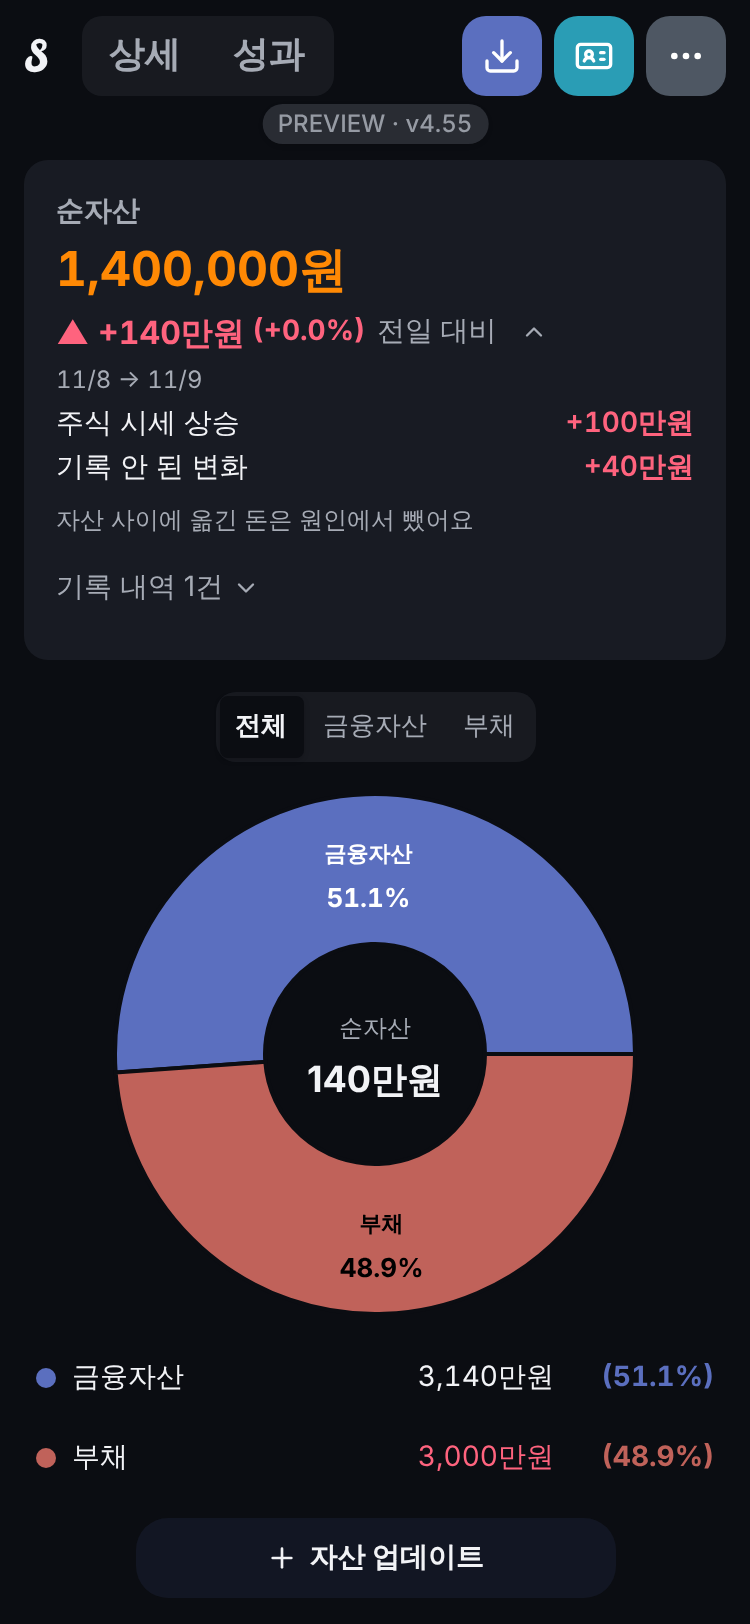 상세 성과
PREVIEW · v4.55
순자산
1,400,000원
▲ +140만원 (+0.0%) 전일 대비
11/8 → 11/9
주식 시세 상승 +100만원
기록 안 된 변화 +40만원
자산 사이에 옮긴 돈은 원인에서 뺐어요
기록 내역 1건
전체 금융자산 부채
금융자산
51.1%
순자산
140만원
부채
48.9%
금융자산 3,140만원 (51.1%)
부채 3,000만원 (48.9%)
+ 자산 업데이트